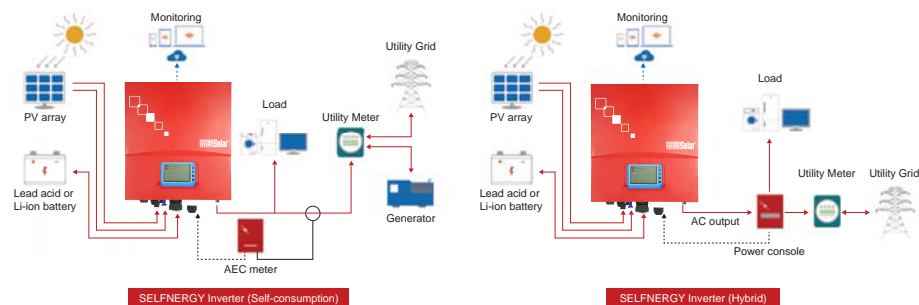 Monitoring
PV array
Lead acid or
Li-ion battery
Load
Utility Meter
Utility Grid
Generator
AEC meter
SELFNERGY Inverter (Self-consumption)
Monitoring
PV array
Lead acid or
Li-ion battery
Load
Utility Meter
Utility Grid
AC output
Power console
SELFNERGY Inverter (Hybrid)